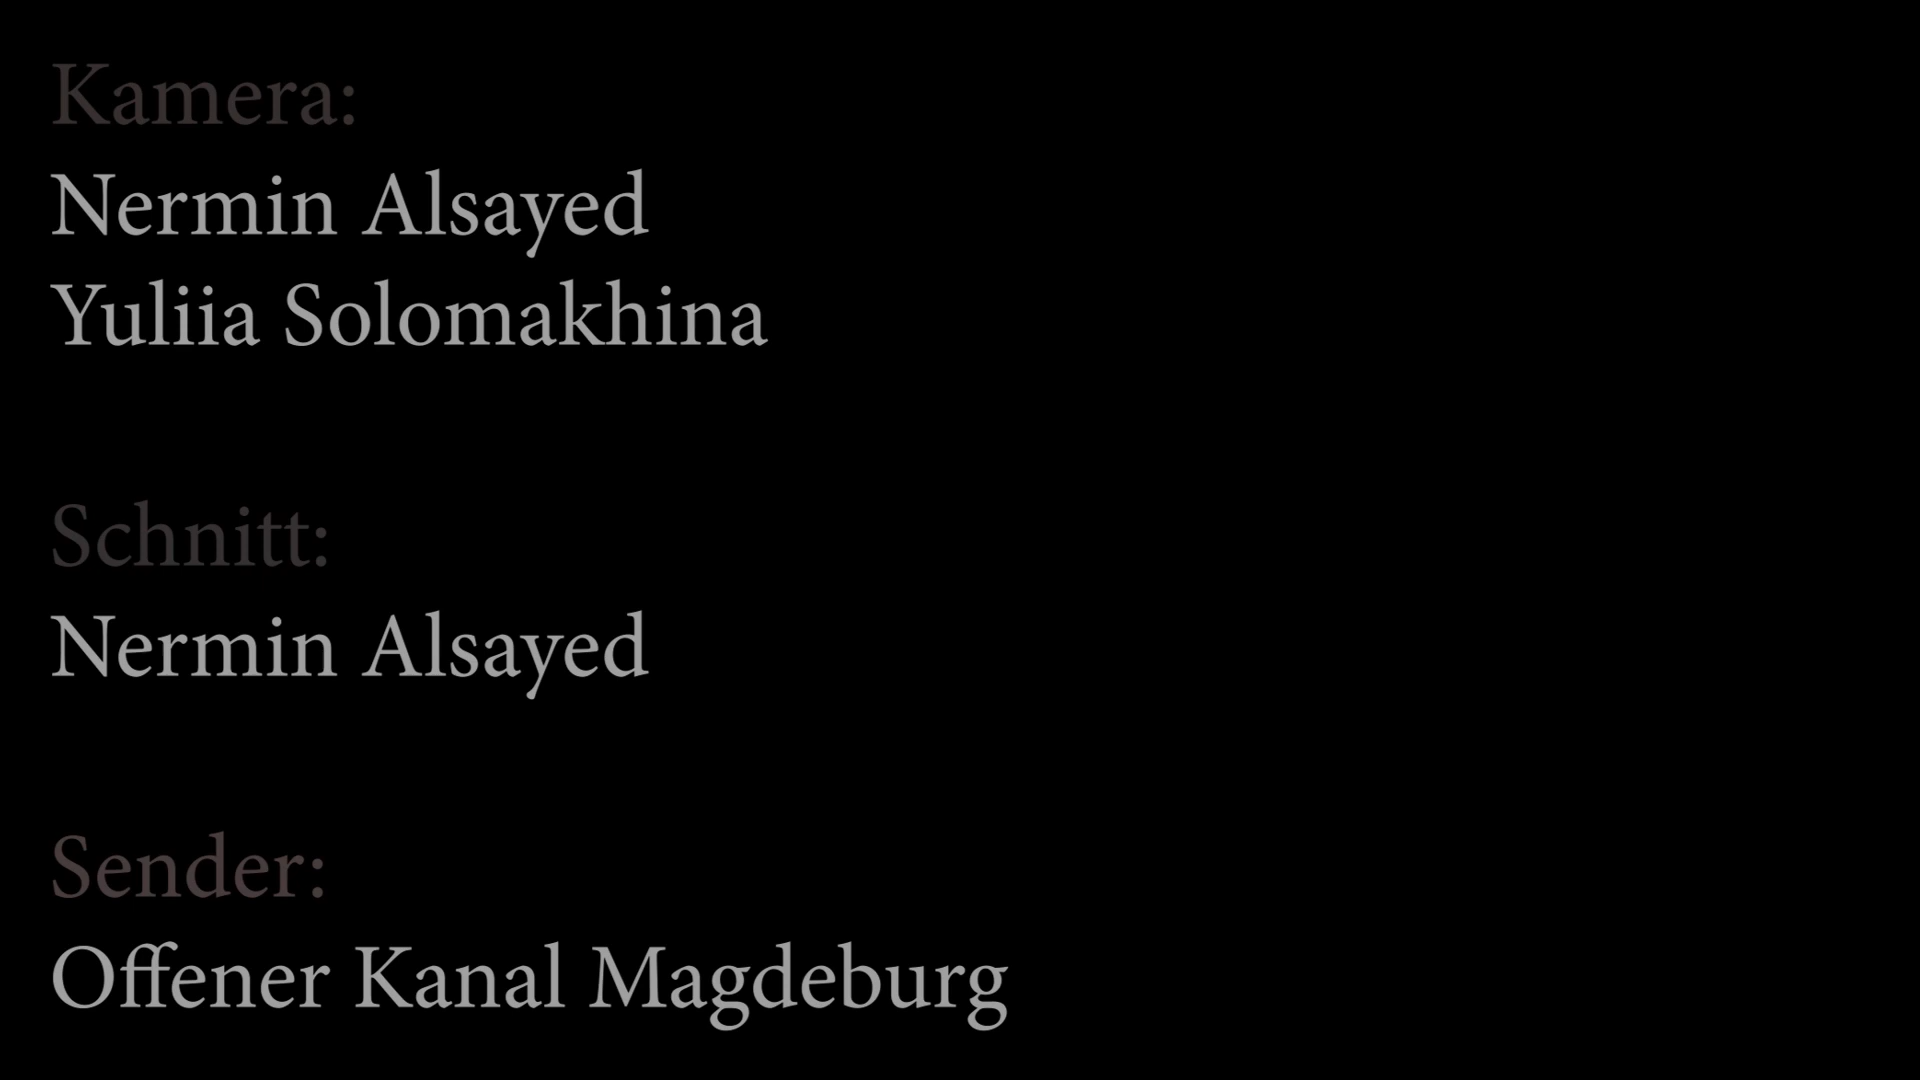 Kamera:
Nermin Alsayed
Yuliia Solomakhina
Schnitt:
Nermin Alsayed
Sender:
Offener Kanal Magdeburg